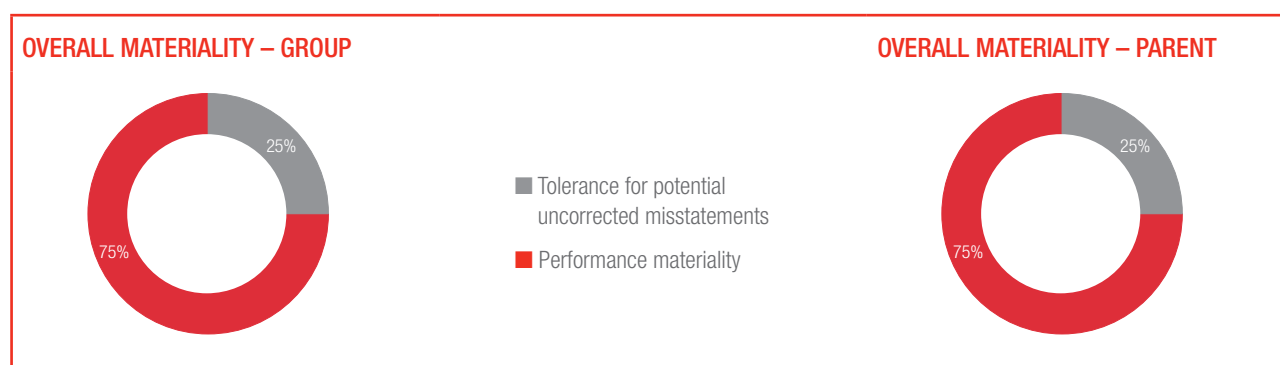 OVERALL MATERIALITY – GROUP
25%
75%
Tolerance for potential
uncorrected misstatements
Performance materiality
OVERALL MATERIALITY – PARENT
25%
75%